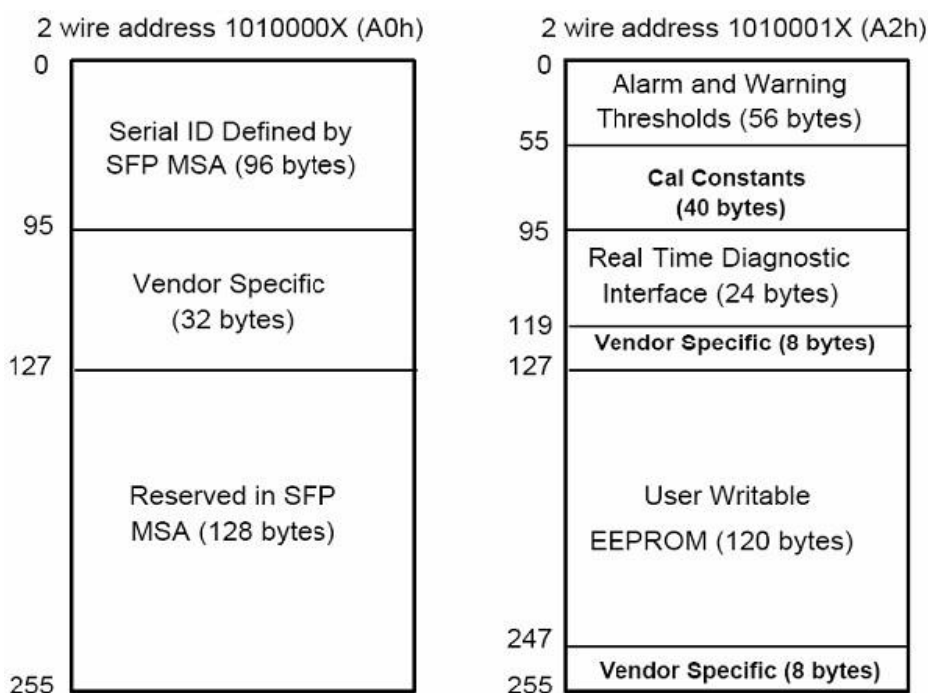 2 wire address 1010000X (A0h)
0
Serial ID Defined by
SFP MSA (96 bytes)
95
Vendor Specific
(32 bytes)
127
Reserved in SFP
MSA (128 bytes)
255
2 wire address 1010001X (A2h)
0
Alarm and Warning
Thresholds (56 bytes)
55
Cal Constants
(40 bytes)
95
Real Time Diagnostic
Interface (24 bytes)
119
Vendor Specific (8 bytes)
127
User Writable
EEPROM (120 bytes)
247
Vendor Specific (8 bytes)
255